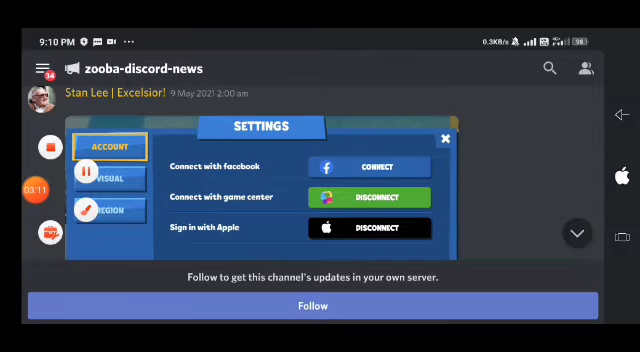 9:10 PM 0.3KB/s 98
34 zooba-discord-news
Stan Lee | Excelsior! 9 May 2021 2:00 am
SETTINGS
ACCOUNT
Connect with facebook CONNECT
VISUAL
Connect with game center DISCONNECT
03:11
REGION
Sign in with Apple DISCONNECT
Follow to get this channel's updates in your own server.
Follow